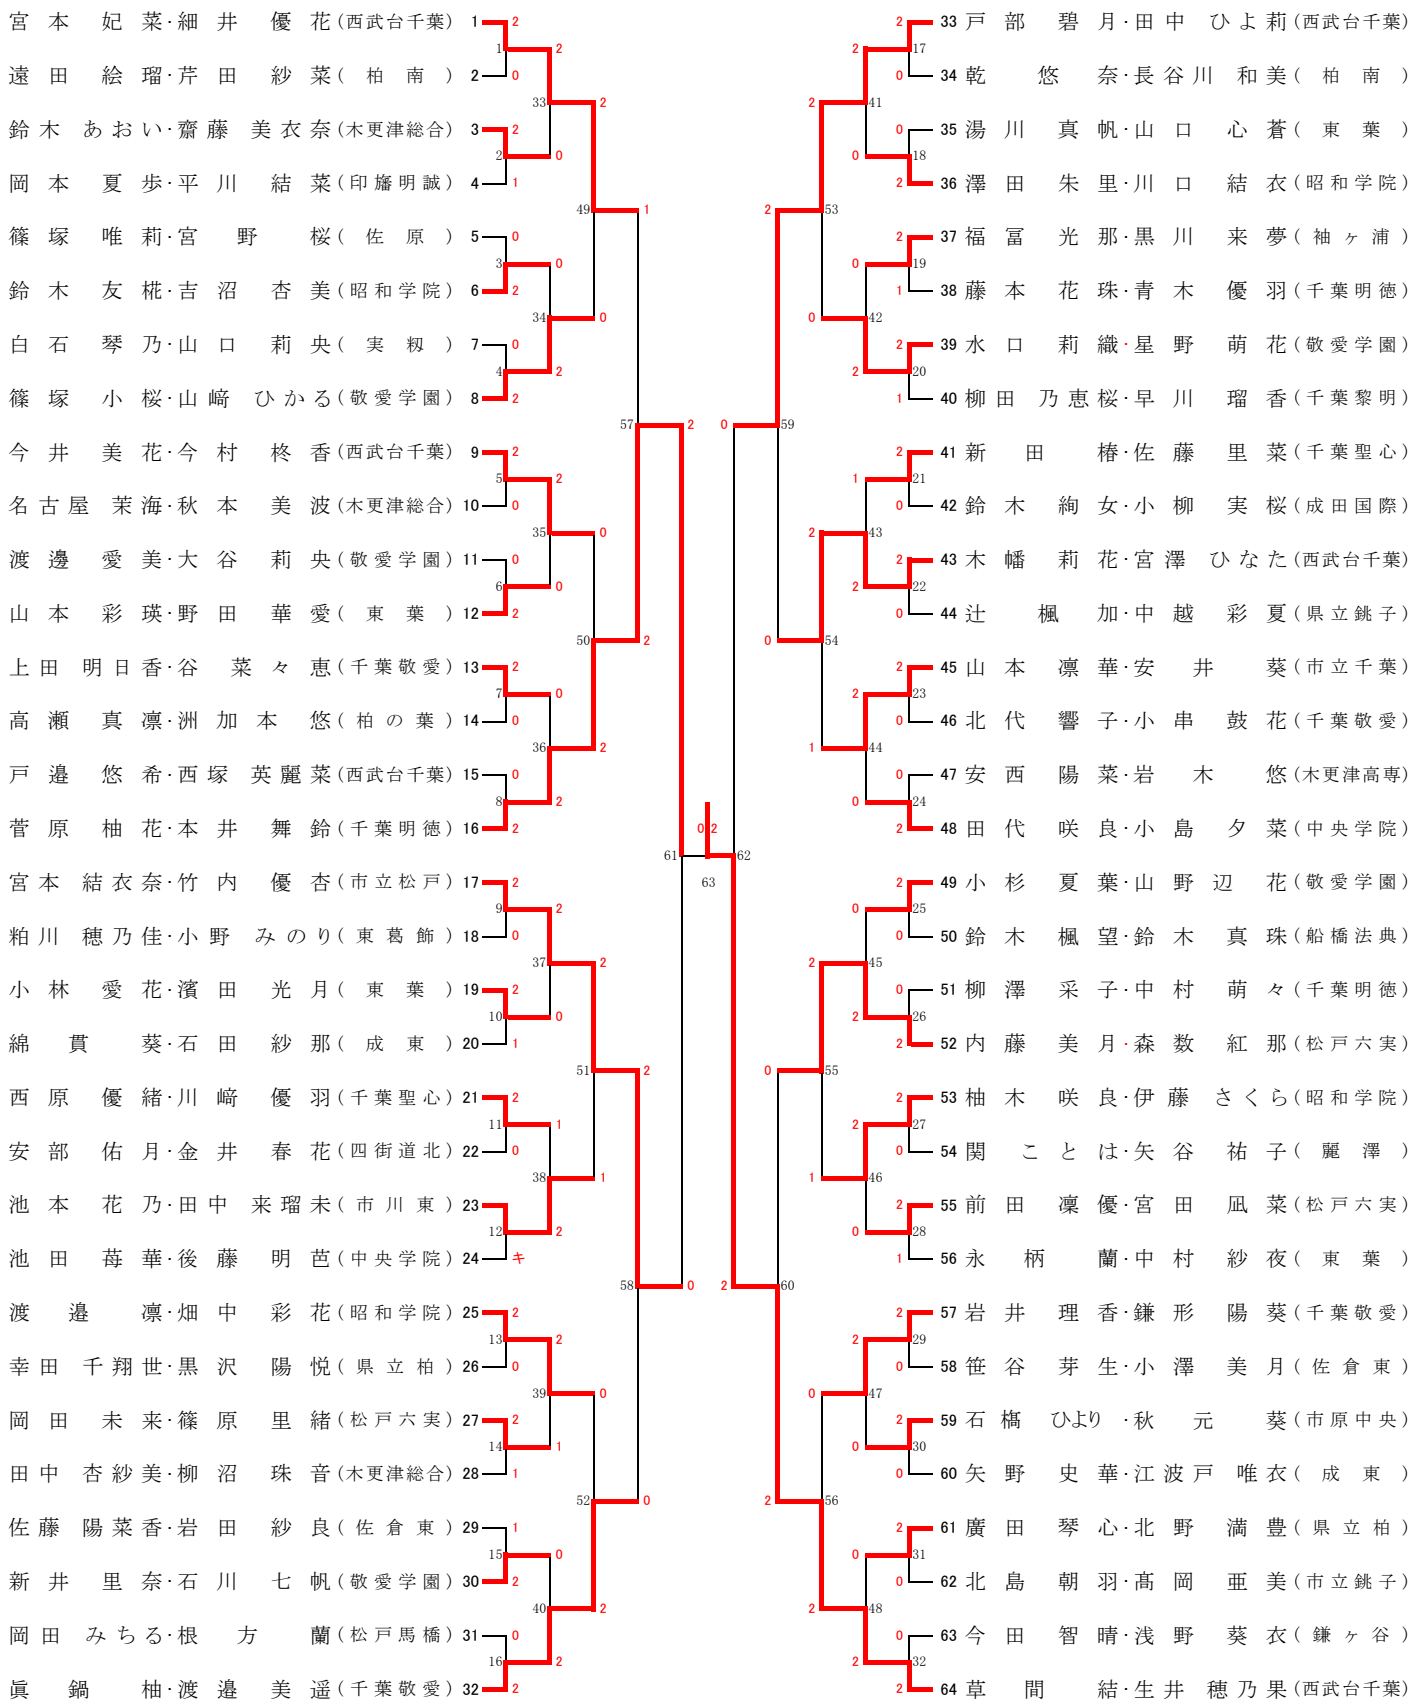 宮本 妃菜・細井 優花(西武台千葉) 1
遠田 絵瑠・芹田 紗菜(柏南) 2
鈴木 あおい・齋藤 美衣奈(木更津総合) 3
岡本 夏歩・平川 結菜(印旛明誠) 4
篠塚 唯莉・宮野 桜(佐原) 5
鈴木 友椛・吉沼 杏美(昭和学院) 6
白石 琴乃・山口 莉央(実籾) 7
篠塚 小桜・山﨑 ひかる(敬愛学園) 8
今井 美花・今村 柊香(西武台千葉) 9
名古屋 茉海・秋本 美波(木更津総合) 10
渡邊 愛美・大谷 莉央(敬愛学園) 11
山本 彩瑛・野田 華愛(東葉) 12
上田 明日香・谷 菜々恵(千葉敬愛) 13
高瀬 真凛・洲加本 悠(柏の葉) 14
戸邉 悠希・西塚 英麗菜(西武台千葉) 15
菅原 柚花・本井 舞鈴(千葉明徳) 16
宮本 結衣奈・竹内 優杏(市立松戸) 17
粕川 穂乃佳・小野 みのり(東葛飾) 18
小林 愛花・濱田 光月(東葉) 19
綿貫 葵・石田 紗那(成東) 20
西原 優緒・川﨑 優羽(千葉聖心) 21
安部 佑月・金井 春花(四街道北) 22
池本 花乃・田中 来瑠未(市川東) 23
池田 苺華・後藤 明芭(中央学院) 24
渡邉 凛・畑中 彩花(昭和学院) 25
幸田 千翔世・黒沢 陽悦(県立柏) 26
岡田 未来・篠原 里緒(松戸六実) 27
田中 杏紗美・柳沼 珠音(木更津総合) 28
佐藤 陽菜香・岩田 紗良(佐倉東) 29
新井 里奈・石川 七帆(敬愛学園) 30
岡田 みちる・根方 蘭(松戸馬橋) 31
眞鍋 柚・渡邉 美遥(千葉敬愛) 32
33 戸部 碧月・田中 ひよ莉(西武台千葉)
34 乾 悠奈・長谷川 和美(柏南)
35 湯川 真帆・山口 心蒼(東葉)
36 澤田 朱里・川口 結衣(昭和学院)
37 福冨 光那・黒川 来夢(袖ヶ浦)
38 藤本 花珠・青木 優羽(千葉明徳)
39 水口 莉織・星野 萌花(敬愛学園)
40 柳田 乃恵桜・早川 瑠香(千葉黎明)
41 新田 椿・佐藤 里菜(千葉聖心)
42 鈴木 絢女・小柳 実桜(成田国際)
43 木幡 莉花・宮澤 ひなた(西武台千葉)
44 辻 楓加・中越 彩夏(県立銚子)
45 山本 凛華・安井 葵(市立千葉)
46 北代 響子・小串 鼓花(千葉敬愛)
47 安西 陽菜・岩木 悠(木更津高専)
48 田代 咲良・小島 夕菜(中央学院)
49 小杉 夏葉・山野辺 花(敬愛学園)
50 鈴木 楓望・鈴木 真珠(船橋法典)
51 柳澤 采子・中村 萌々(千葉明徳)
52 内藤 美月・森数 紅那(松戸六実)
53 柚木 咲良・伊藤 さくら(昭和学院)
54 関 ことは・矢谷 祐子(麗澤)
55 前田 凜優・宮田 凪菜(松戸六実)
56 永柄 蘭・中村 紗夜(東葉)
57 岩井 理香・鎌形 陽葵(千葉敬愛)
58 笹谷 芽生・小澤 美月(佐倉東)
59 石橋 ひより・秋元 葵(市原中央)
60 矢野 史華・江波戸 唯衣(成東)
61 廣田 琴心・北野 満豊(県立柏)
62 北島 朝羽・髙岡 亜美(市立銚子)
63 今田 智晴・浅野 葵衣(鎌ヶ谷)
64 草間 結・生井 穂乃果(西武台千葉)